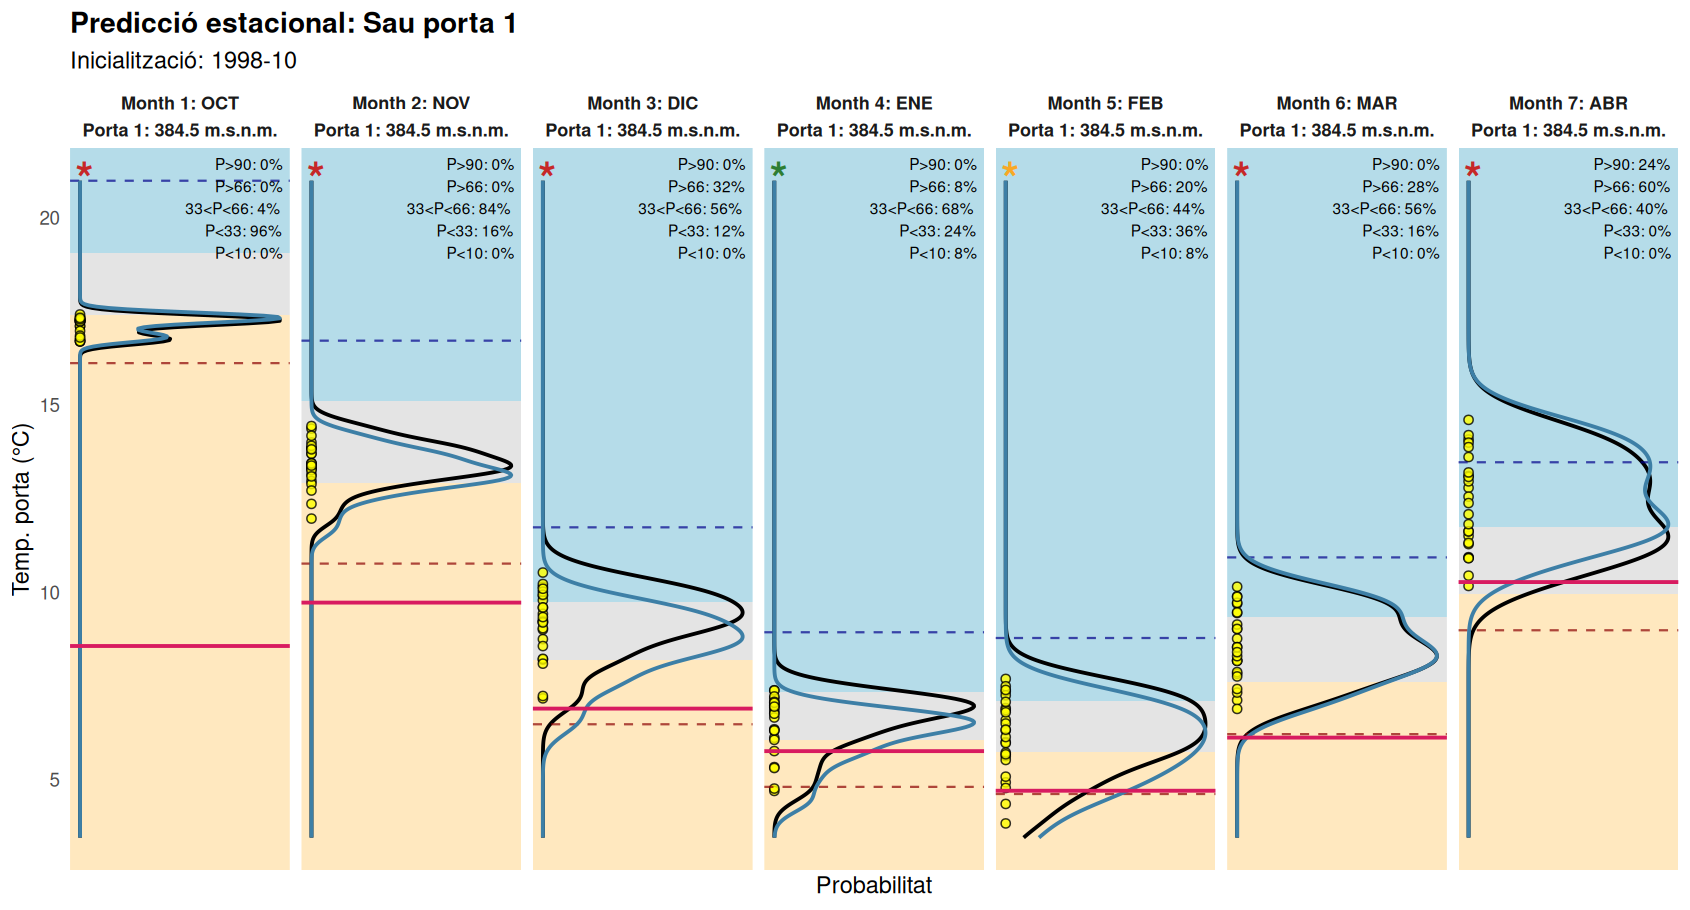 Predicció estacional: Sau porta 1
Inicialització: 1998-10
Month 1: OCT
Porta 1: 384.5 m.s.n.m.
Month 2: NOV
Porta 1: 384.5 m.s.n.m.
Month 3: DIC
Porta 1: 384.5 m.s.n.m.
Month 4: ENE
Porta 1: 384.5 m.s.n.m.
Month 5: FEB
Porta 1: 384.5 m.s.n.m.
Month 6: MAR
Porta 1: 384.5 m.s.n.m.
Month 7: ABR
Porta 1: 384.5 m.s.n.m.
*
P>90: 0%
P>66: 0%
33<P<66: 4%
P<33: 96%
P<10: 0%
*
P>90: 0%
P>66: 0%
33<P<66: 84%
P<33: 16%
P<10: 0%
*
P>90: 0%
P>66: 32%
33<P<66: 56%
P<33: 12%
P<10: 0%
*
P>90: 0%
P>66: 8%
33<P<66: 68%
P<33: 24%
P<10: 8%
*
P>90: 0%
P>66: 20%
33<P<66: 44%
P<33: 36%
P<10: 8%
*
P>90: 0%
P>66: 28%
33<P<66: 56%
P<33: 16%
P<10: 0%
*
P>90: 24%
P>66: 60%
33<P<66: 40%
P<33: 0%
P<10: 0%
20
15
10
5
Temp. porta (°C)
Probabilitat